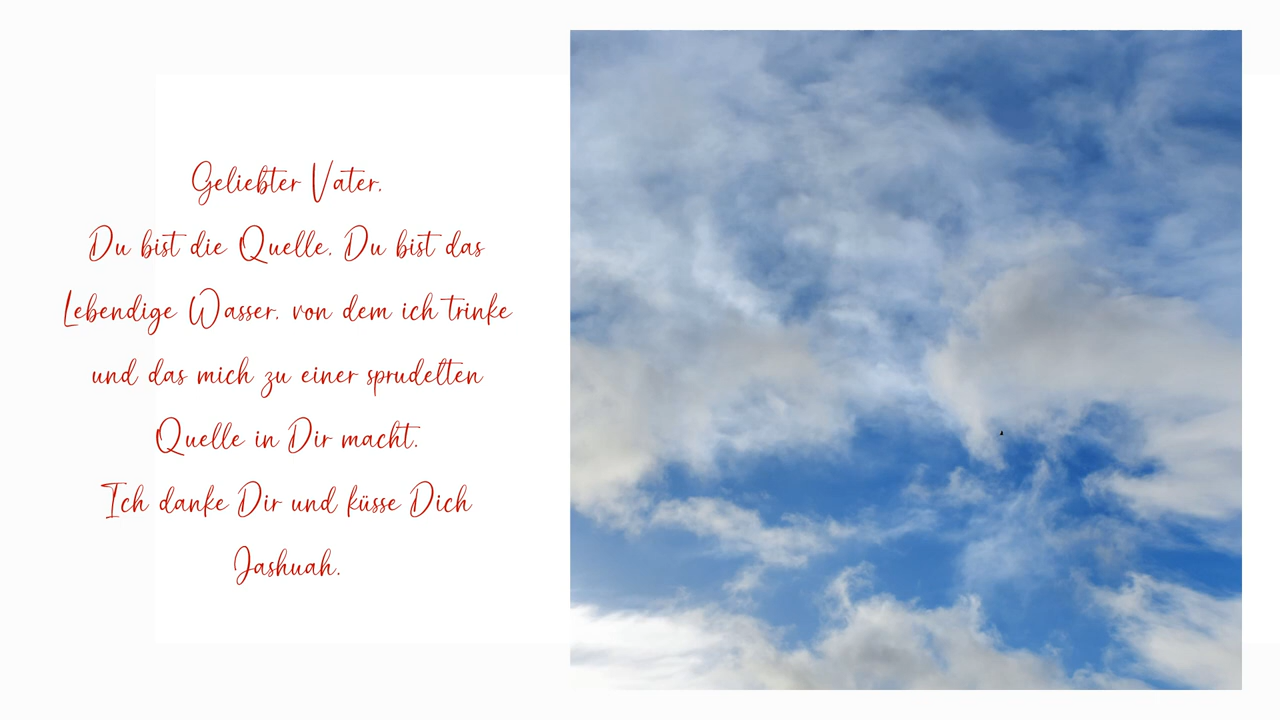 Geliebter Vater.
Du bist die Quelle. Du bist das
Lebendige Wasser. von dem ich trinke
und das mich zu einer sprudelten
Quelle in Dir macht.
Ich danke Dir und küsse Dich
Jashuah.